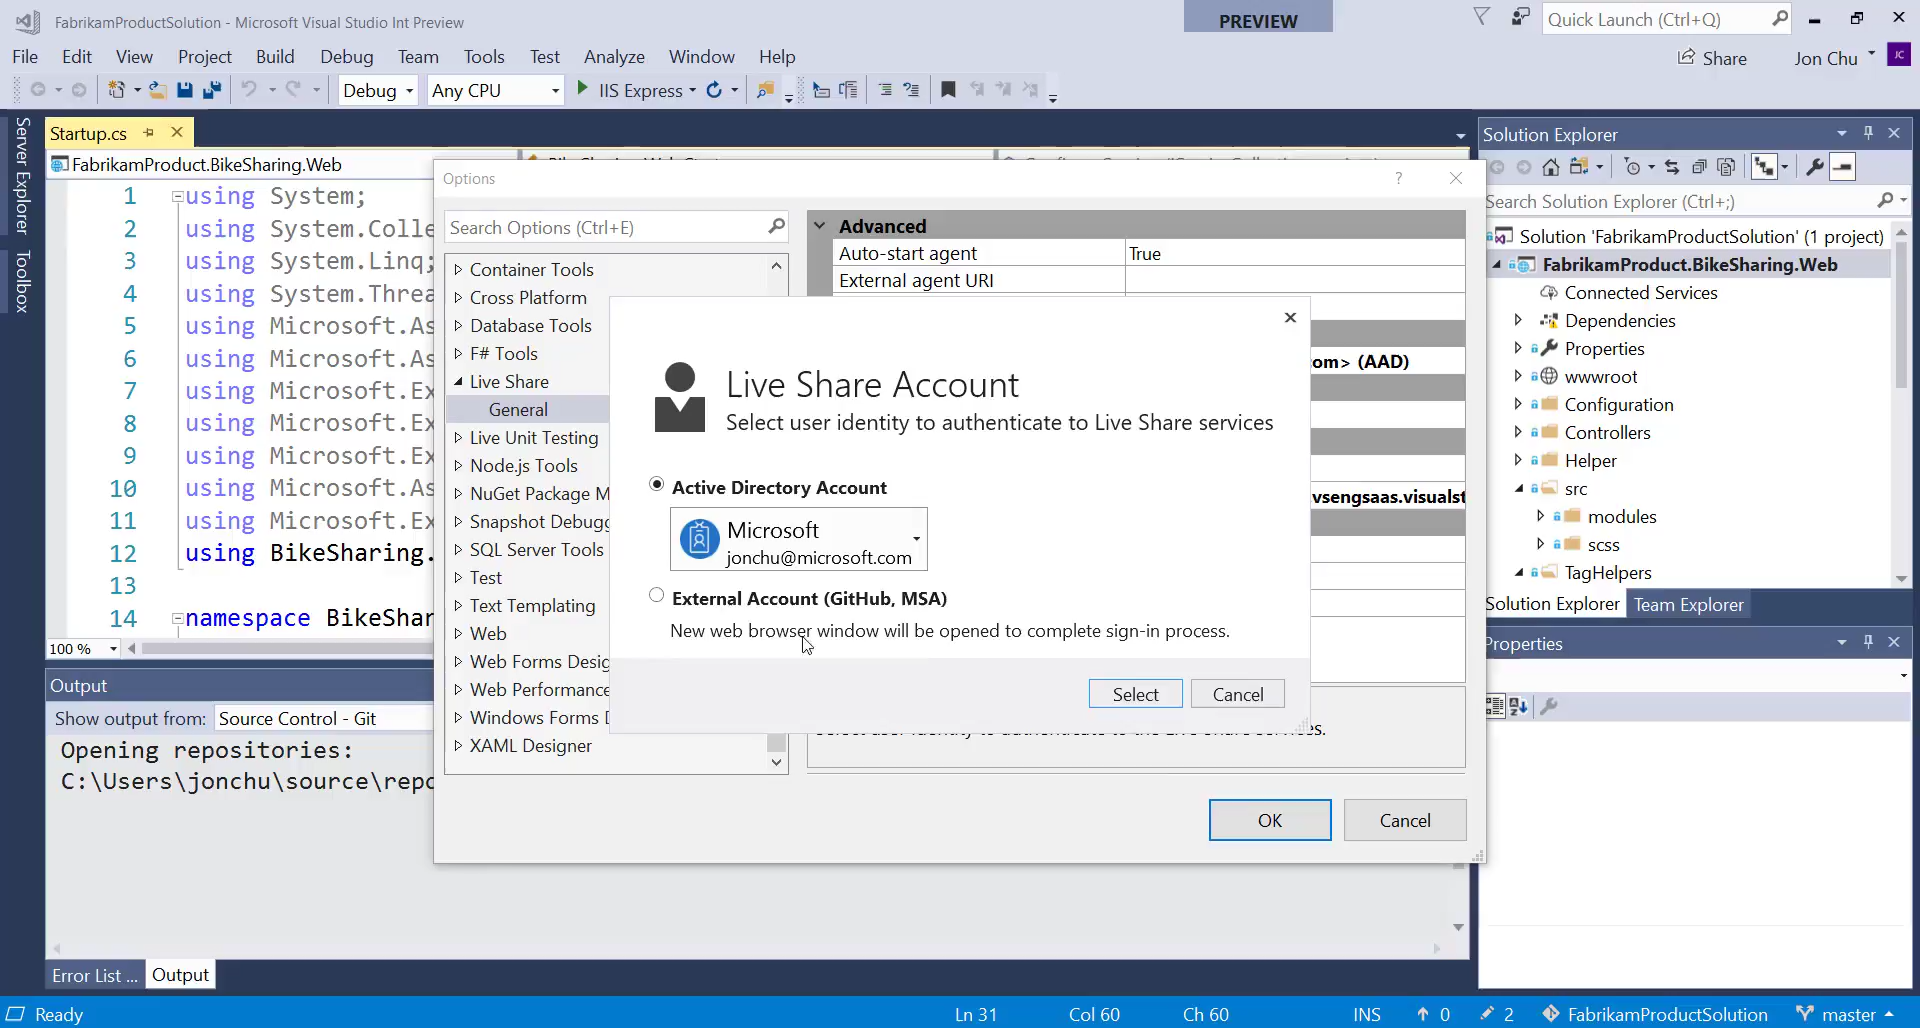 FabrikamProductSolution - Microsoft Visual Studio Int Preview
PREVIEW
Quick Launch (Ctrl+Q)
File Edit View Project Build Debug Team Tools Test Analyze Window Help
Share
Jon Chu
JC
Debug
Any CPU
IIS Express
Server Explorer
Toolbox
Startup.cs
FabrikamProduct.BikeSharing.Web
1 using System;
2 using System.Colle
3 using System.Linq;
4 using System.Threa
5 using Microsoft.As
6 using Microsoft.As
7 using Microsoft.Ex
8 using Microsoft.Ex
9 using Microsoft.Ex
10 using Microsoft.As
11 using Microsoft.Ex
12 using BikeSharing.
13
14 namespace BikeShar
100 %
Output
Show output from: Source Control - Git
Opening repositories:
C:\Users\jonchu\source\repo
Error List ...
Output
Options
?
Search Options (Ctrl+E)
Container Tools
Cross Platform
Database Tools
F# Tools
Live Share
General
Live Unit Testing
Node.js Tools
NuGet Package M
Snapshot Debugg
SQL Server Tools
Test
Text Templating
Web
Web Forms Desig
Web Performance
Windows Forms D
XAML Designer
Advanced
Auto-start agent True
External agent URI
om> (AAD)
vsengsaas.visualst
Live Share Account
Select user identity to authenticate to Live Share services
Active Directory Account
Microsoft
jonchu@microsoft.com
External Account (GitHub, MSA)
New web browser window will be opened to complete sign-in process.
Select
Cancel
Select user identity to authenticate to the Live Share services.
OK
Cancel
Solution Explorer
Search Solution Explorer (Ctrl+;)
Solution 'FabrikamProductSolution' (1 project)
FabrikamProduct.BikeSharing.Web
Connected Services
Dependencies
Properties
wwwroot
Configuration
Controllers
Helper
src
modules
scss
TagHelpers
Solution Explorer
Team Explorer
Properties
Ready
Ln 31
Col 60
Ch 60
INS
0
2
FabrikamProductSolution
master